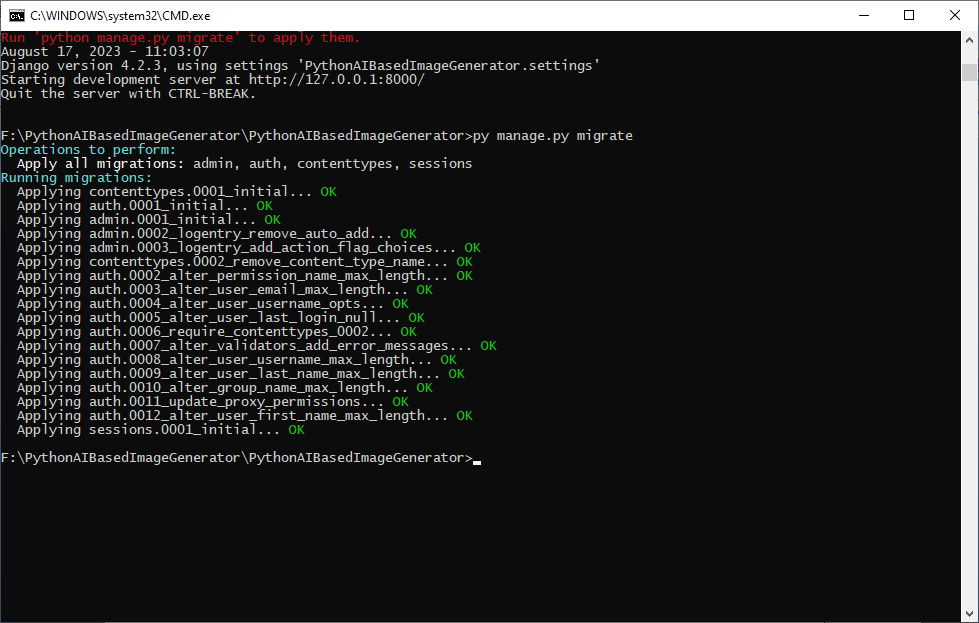 C:\WINDOWS\system32\CMD.exe
Run 'python manage.py migrate' to apply them.
August 17, 2023 - 11:03:07
Django version 4.2.3, using settings 'PythonAIBasedImageGenerator.settings'
Starting development server at http://127.0.0.1:8000/
Quit the server with CTRL-BREAK.
F:\PythonAIBasedImageGenerator\PythonAIBasedImageGenerator>py manage.py migrate
Operations to perform:
  Apply all migrations: admin, auth, contenttypes, sessions
Running migrations:
  Applying contenttypes.0001_initial... OK
  Applying auth.0001_initial... OK
  Applying admin.0001_initial... OK
  Applying admin.0002_logentry_remove_auto_add... OK
  Applying admin.0003_logentry_add_action_flag_choices... OK
  Applying contenttypes.0002_remove_content_type_name... OK
  Applying auth.0002_alter_permission_name_max_length... OK
  Applying auth.0003_alter_user_email_max_length... OK
  Applying auth.0004_alter_user_username_opts... OK
  Applying auth.0005_alter_user_last_login_null... OK
  Applying auth.0006_require_contenttypes_0002... OK
  Applying auth.0007_alter_validators_add_error_messages... OK
  Applying auth.0008_alter_user_username_max_length... OK
  Applying auth.0009_alter_user_last_name_max_length... OK
  Applying auth.0010_alter_group_name_max_length... OK
  Applying auth.0011_update_proxy_permissions... OK
  Applying auth.0012_alter_user_first_name_max_length... OK
  Applying sessions.0001_initial... OK
F:\PythonAIBasedImageGenerator\PythonAIBasedImageGenerator>